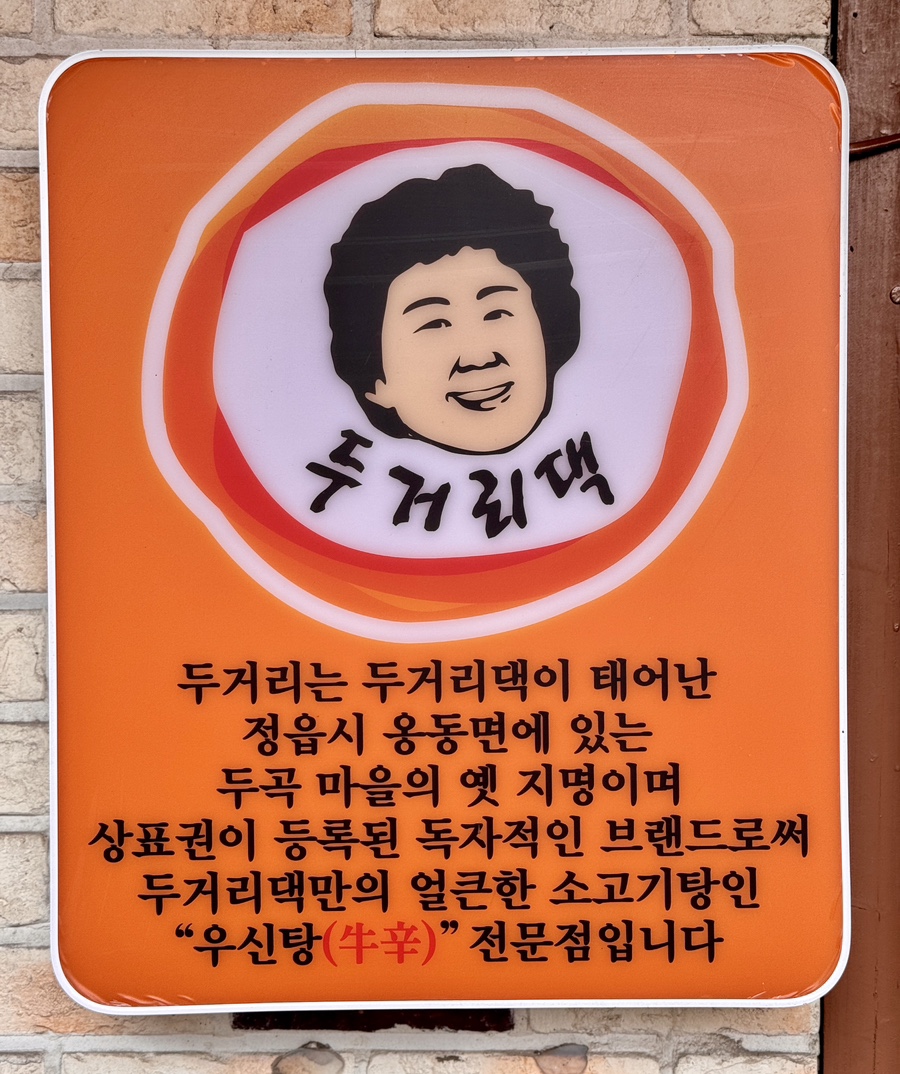 두거리댁
두거리는 두거리댁이 태어난
정읍시 옹동면에 있는
두곡 마을의 옛 지명이며
상표권이 등록된 독자적인 브랜드로써
두거리댁만의 얼큰한 소고기탕인
“우신탕(牛辛)” 전문점입니다